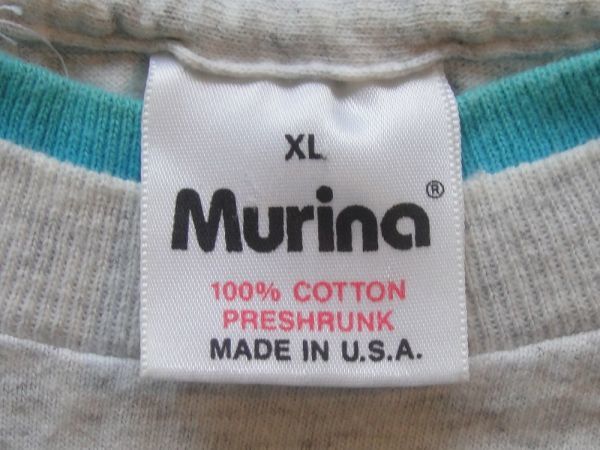 XL
Murina®
100% COTTON
PRESHRUNK
MADE IN U.S.A.